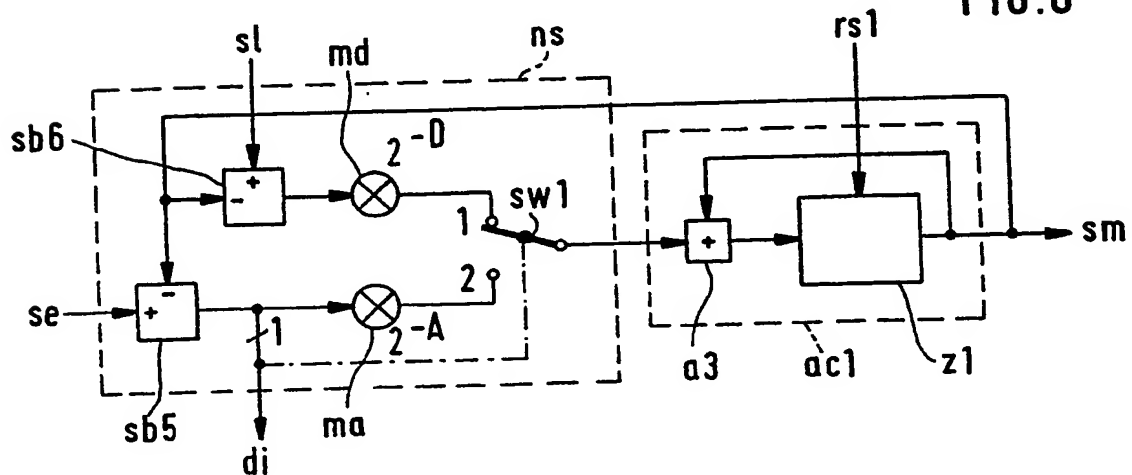 rs1
sl
md
ns
sb6
+
-
2-D
1
sw1
+
sm
se
-
+
1
2
2-A
sb5
di
ma
a3
ac1
z1